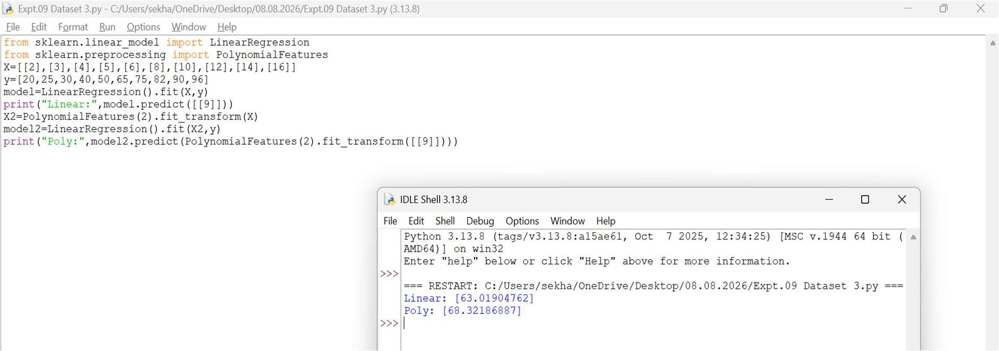 Expt.09 Dataset 3.py - C:/Users/sekha/OneDrive/Desktop/08.08.2026/Expt.09 Dataset 3.py (3.13.8)
File Edit Format Run Options Window Help
from sklearn.linear_model import LinearRegression
from sklearn.preprocessing import PolynomialFeatures
X=[[2],[3],[4],[5],[6],[8],[10],[12],[14],[16]]
y=[20,25,30,40,50,65,75,82,90,96]
model=LinearRegression().fit(X,y)
print("Linear:",model.predict([[9]]))
X2=PolynomialFeatures(2).fit_transform(X)
model2=LinearRegression().fit(X2,y)
print("Poly:",model2.predict(PolynomialFeatures(2).fit_transform([[9]])))
IDLE Shell 3.13.8
File Edit Shell Debug Options Window Help
Python 3.13.8 (tags/v3.13.8:a15ae61, Oct  7 2025, 12:34:25) [MSC v.1944 64 bit (
AMD64)] on win32
Enter "help" below or click "Help" above for more information.
>>>
=== RESTART: C:/Users/sekha/OneDrive/Desktop/08.08.2026/Expt.09 Dataset 3.py ===
Linear: [63.01904762]
Poly: [68.32186887]
>>>